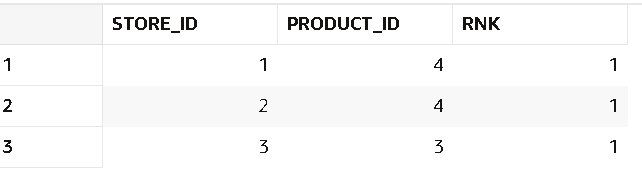 STORE_ID PRODUCT_ID RNK
1 1 4 1
2 2 4 1
3 3 3 1